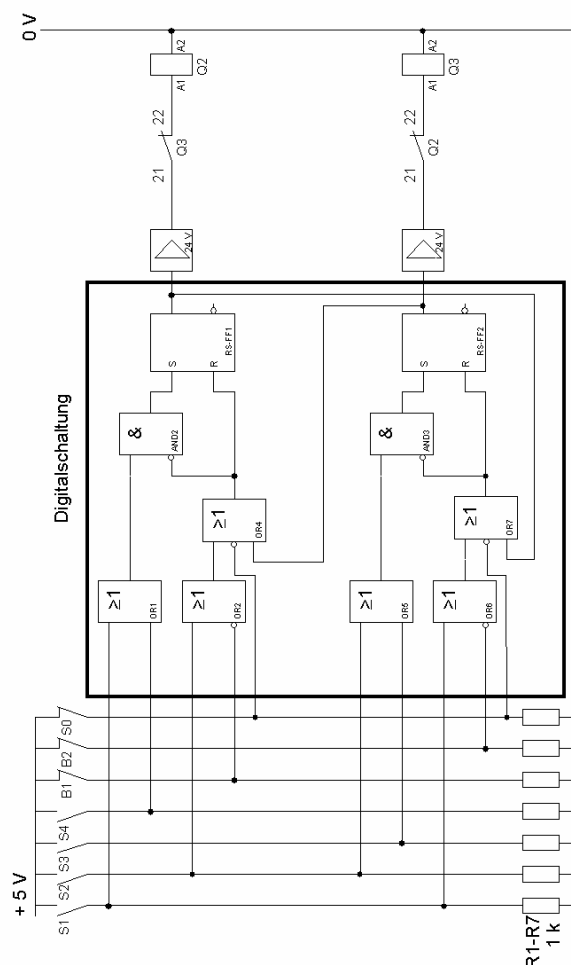 0 V
A2
Q2
A1
22
Q3
21
24 V
A2
Q3
A1
22
Q2
21
24 V
Digitalschaltung
RS-FF1
S
R
&
AND2
≥1
OR4
≥1
OR1
≥1
OR2
RS-FF2
S
R
&
AND3
≥1
OR7
≥1
OR5
≥1
OR6
S0
B2
B1
S4
S3
S2
S1
+ 5 V
R1-R7
1 k